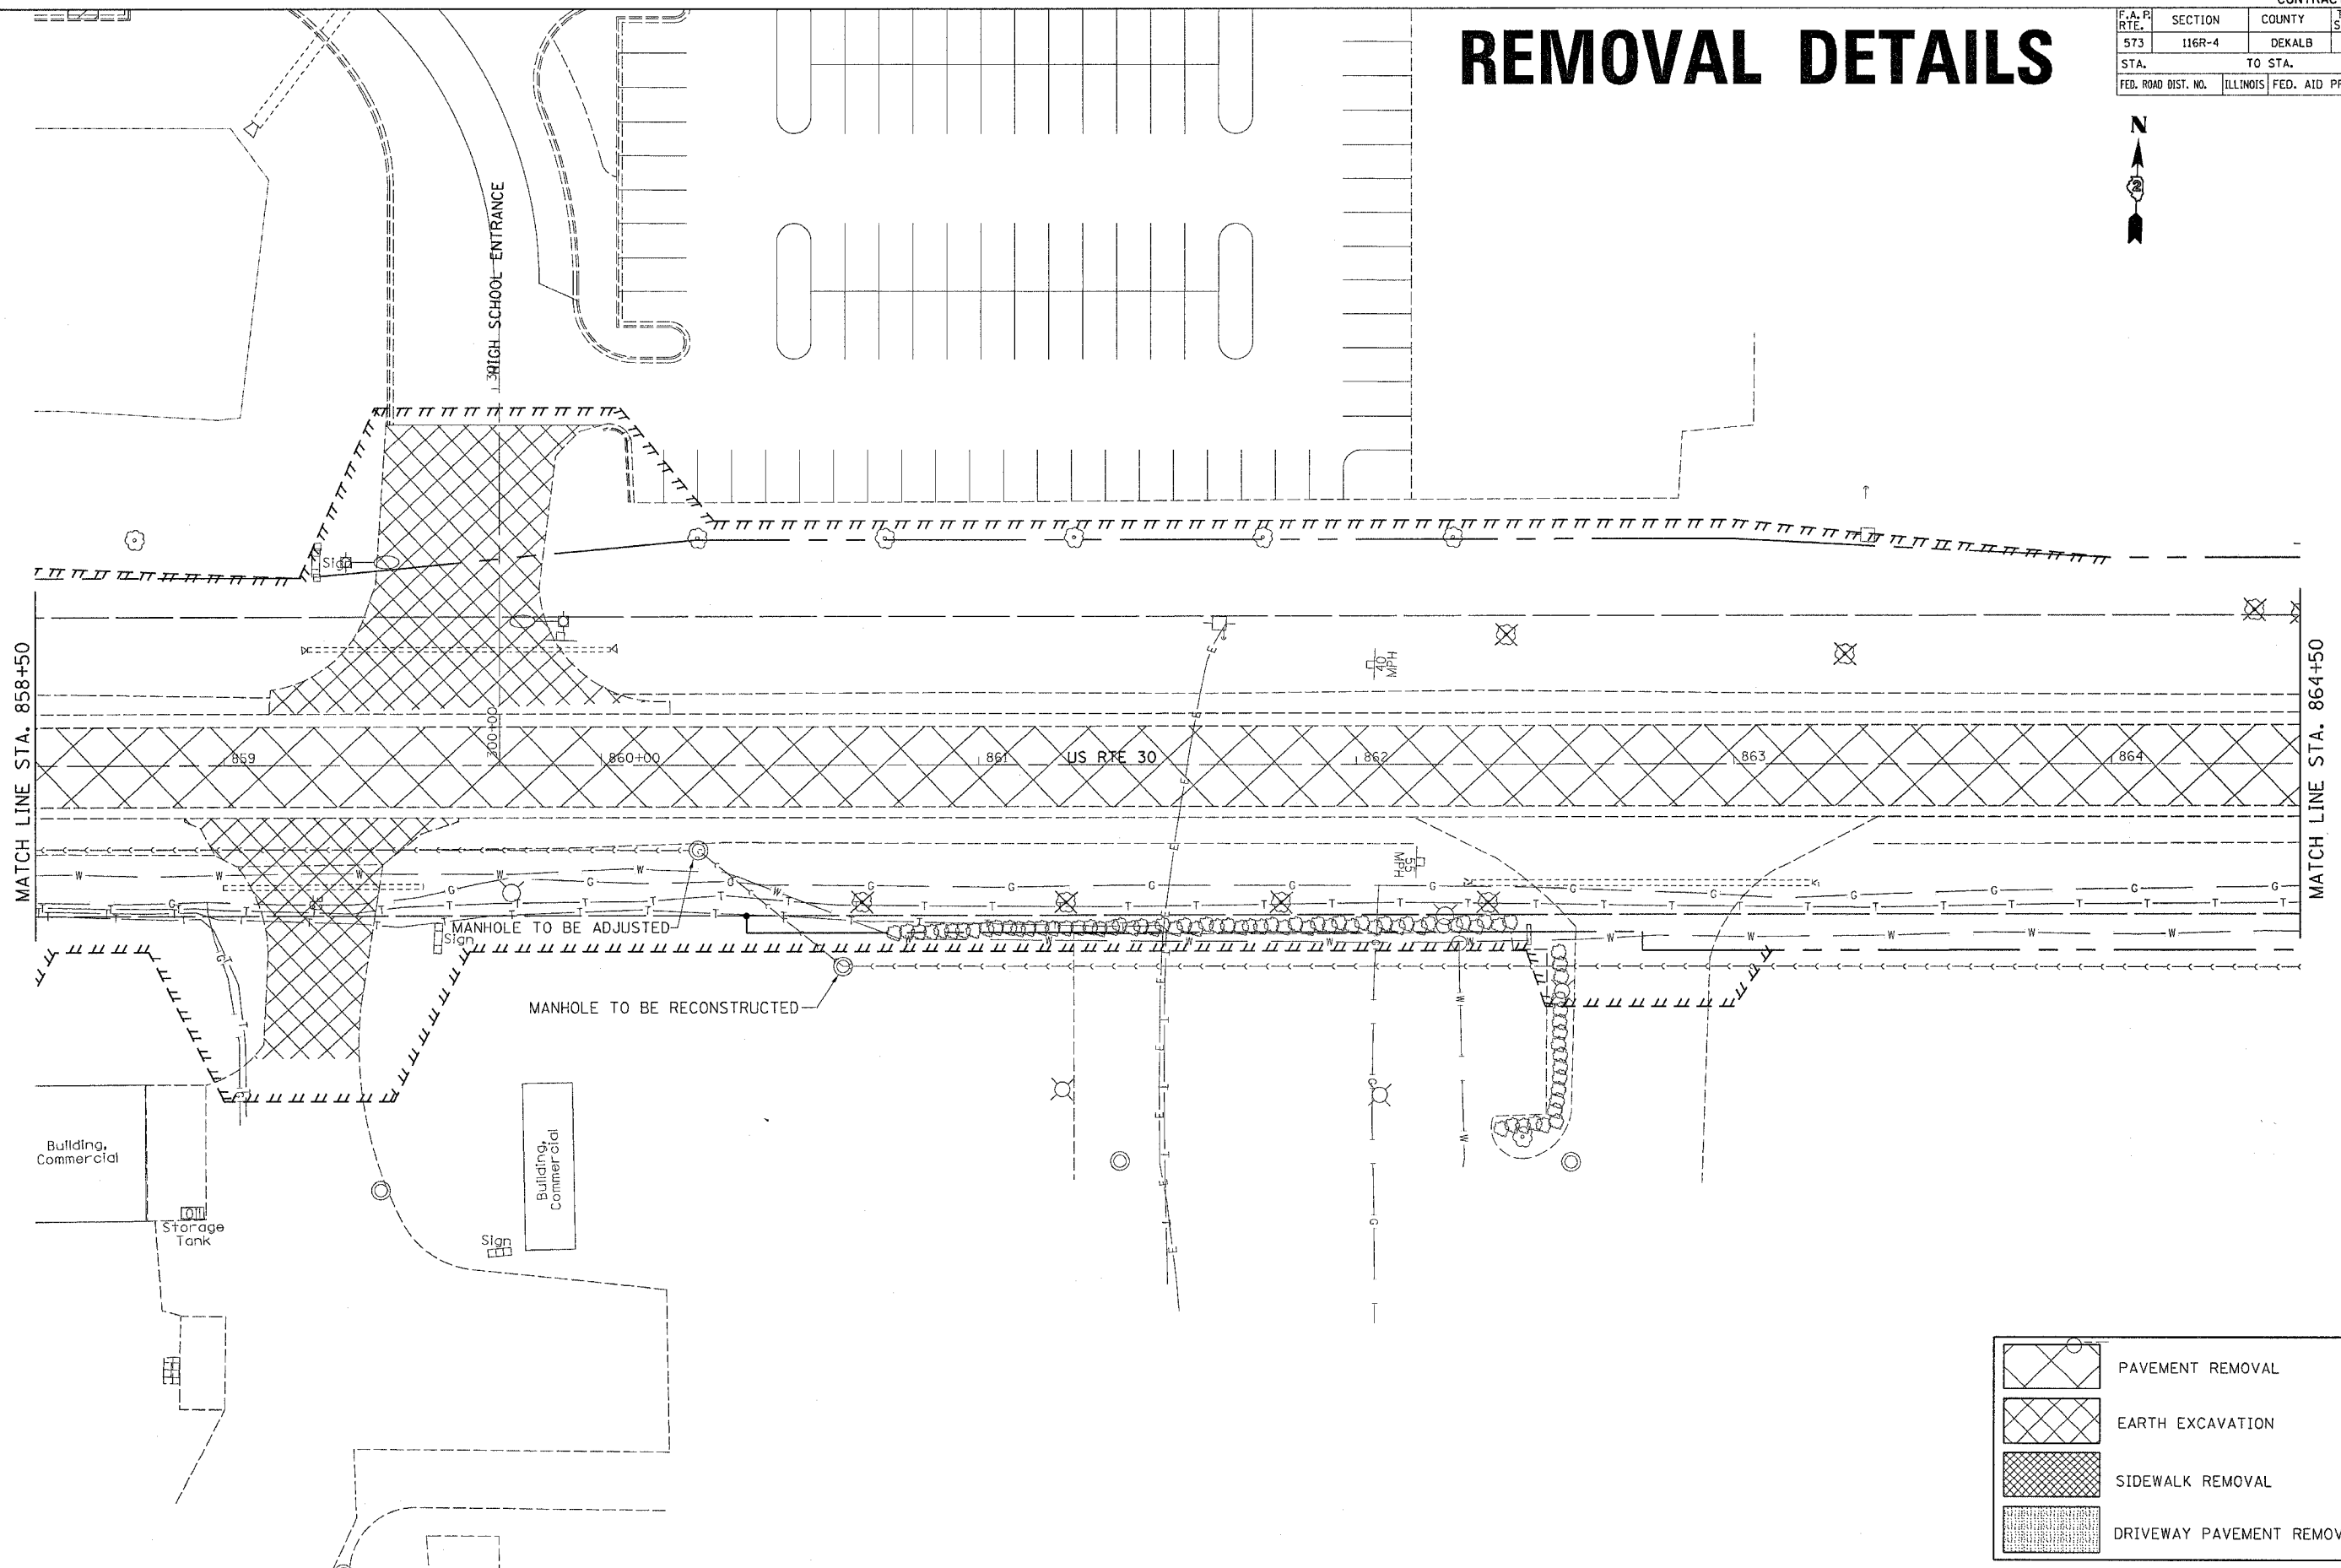 REMOVAL DETAILS
F.A.P. RTE. SECTION COUNTY
573 116R-4 DEKALB
STA. TO STA.
FED. ROAD DIST. NO. ILLINOIS FED. AID
N
2
HIGH SCHOOL ENTRANCE
301
Sign
MATCH LINE STA. 858+50
MATCH LINE STA. 864+50
40 MPH
300+00
859
860+00
861
US RTE 30
862
863
864
55 MPH
MANHOLE TO BE ADJUSTED
Sign
MANHOLE TO BE RECONSTRUCTED
Building, Commercial
Building, Commercial
Oil
Storage Tank
Sign
PAVEMENT REMOVAL
EARTH EXCAVATION
SIDEWALK REMOVAL
DRIVEWAY PAVEMENT